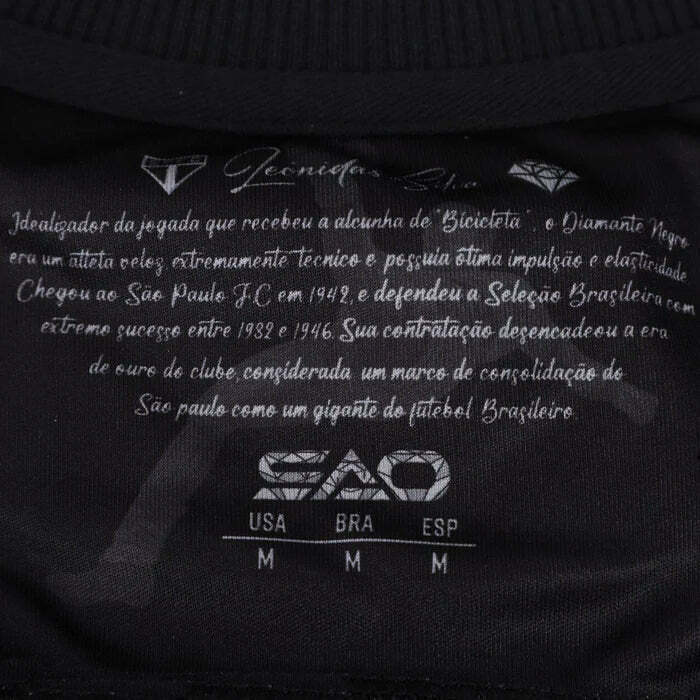 Leônidas Silva
Idealizador da jogada que recebeu a alcunha de "Bicicleta", o Diamante Negro
era um atleta veloz extremamente tecnico e possuia ótima impulsão e elasticidade
Chegou ao São Paulo F.C em 1942, e defendeu a Seleção Brasileira com
extremo sucesso entre 1932 e 1946. Sua contratação desencadeou a era
de ouro do clube, considerada um marco de consolidação do
São paulo como um gigante do futebol Brasileiro.
SAO
USA BRA ESP
M M M